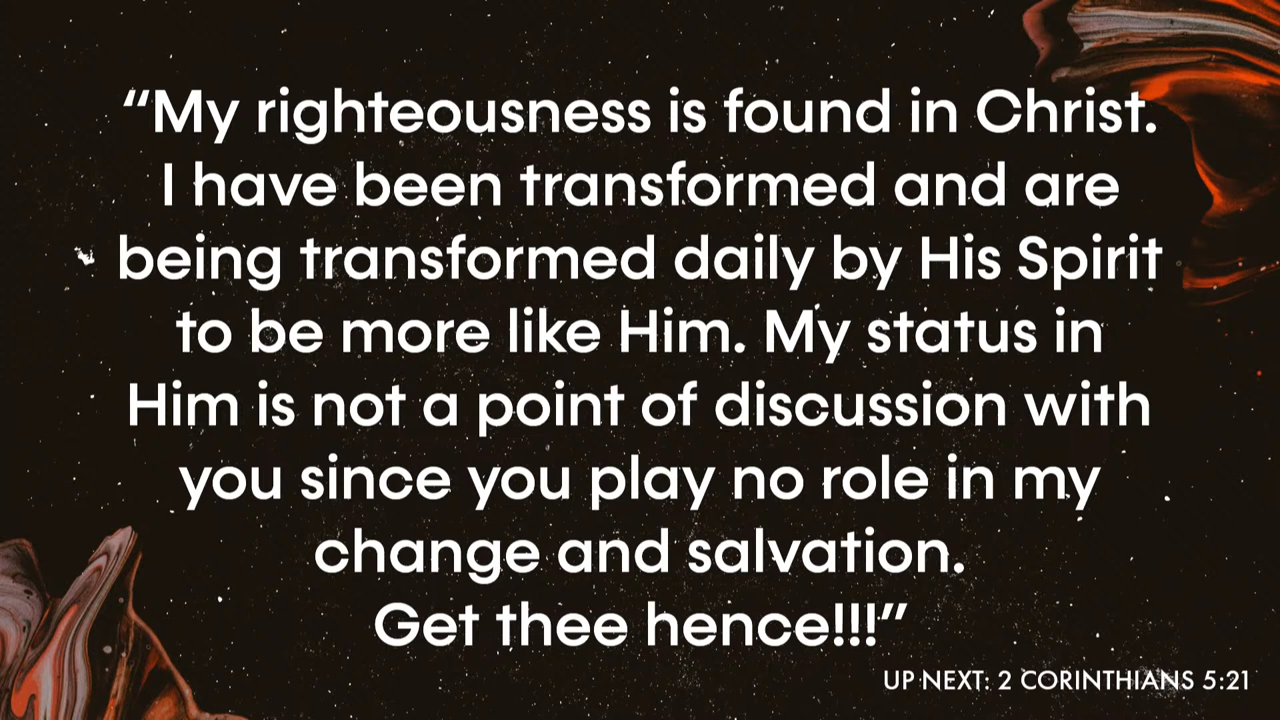 “My righteousness is found in Christ.
I have been transformed and are
being transformed daily by His Spirit
to be more like Him. My status in
Him is not a point of discussion with
you since you play no role in my
change and salvation.
Get thee hence!!!”
UP NEXT: 2 CORINTHIANS 5:21